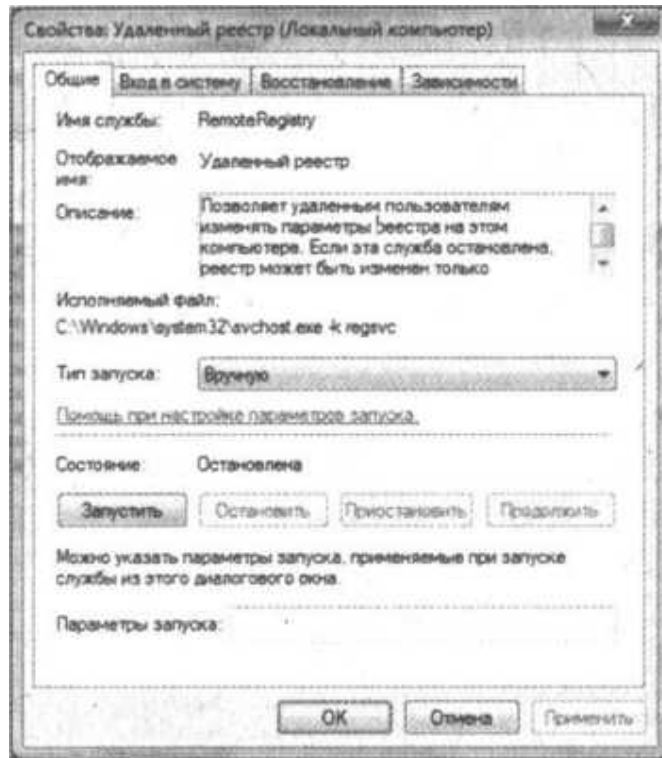 Свойства: Удаленный реестр (Локальный компьютер)
Общие Вход в систему Восстановление Зависимости
Имя службы: RemoteRegistry
Отображаемое имя: Удаленный реестр
Описание: Позволяет удаленным пользователям
изменять параметры реестра на этом
компьютере. Если эта служба остановлена,
реестр может быть изменен только
Исполняемый файл:
C:\Windows\system32\svchost.exe -k regsvc
Тип запуска: Вручную
Помощь при настройке параметров запуска.
Состояние: Остановлена
Запустить Остановить Приостановить Продолжить
Можно указать параметры запуска, применяемые при запуске
службы из этого диалогового окна.
Параметры запуска:
ОК Отмена Применить